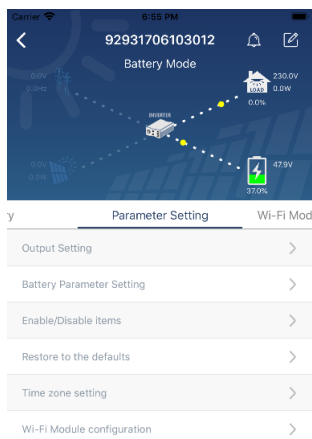 Carrier 6:55 PM
92931706103012
Battery Mode
0.0V
0.0Hz
230.0V
0.0W
LOAD
0.0%
INVERTER
0.0V
0.0W
47.9V
37.0%
ry Parameter Setting Wi-Fi Mod
Output Setting
Battery Parameter Setting
Enable/Disable items
Restore to the defaults
Time zone setting
Wi-Fi Module configuration